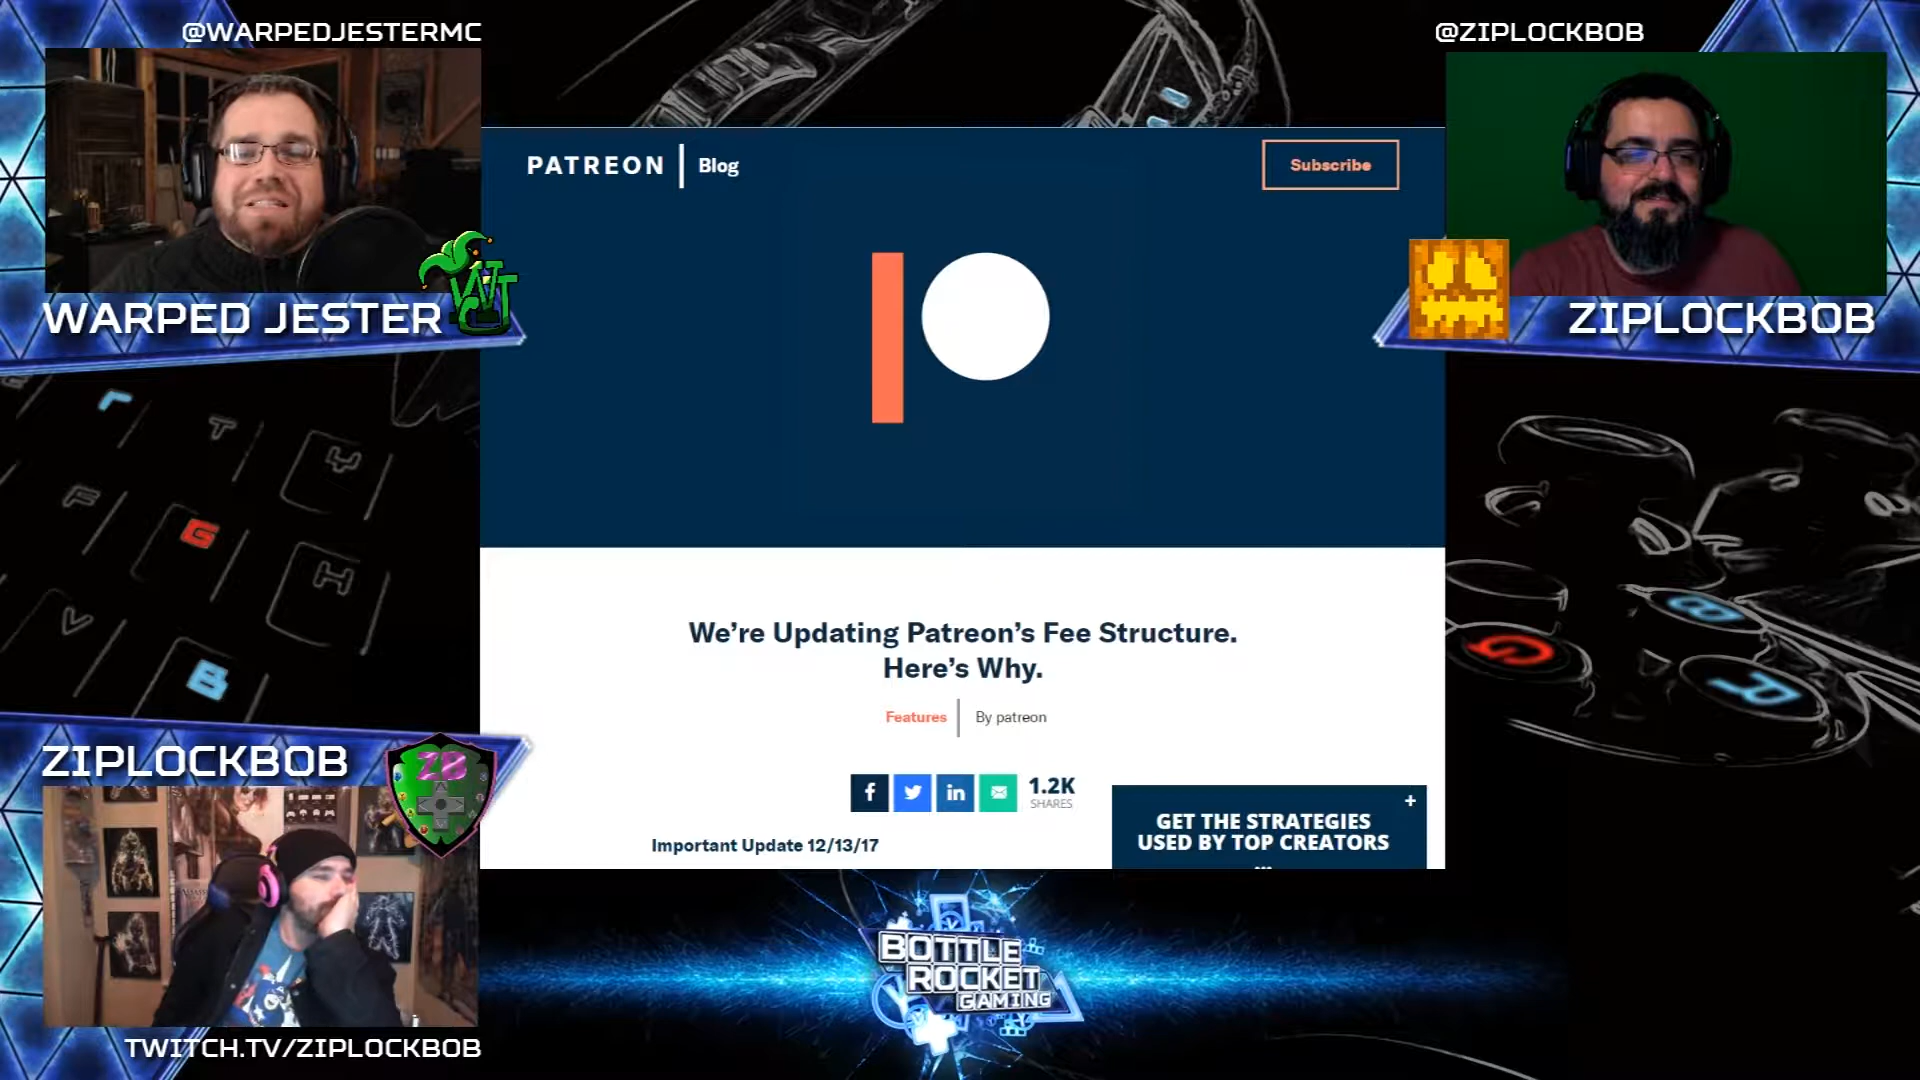 @WARPEDJESTERMC
@ZIPLOCKBOB
PATREON
Blog
Subscribe
WARPED JESTER
WJ
ZIPLOCKBOB
T
Y
F
G
H
V
B
We’re Updating Patreon’s Fee Structure.
Here’s Why.
Features
By patreon
1.2K
SHARES
Important Update 12/13/17
+
GET THE STRATEGIES
USED BY TOP CREATORS
...
B
G
R
ZIPLOCKBOB
ZB
BOTTLE
ROCKET
GAMING
TWITCH.TV/ZIPLOCKBOB